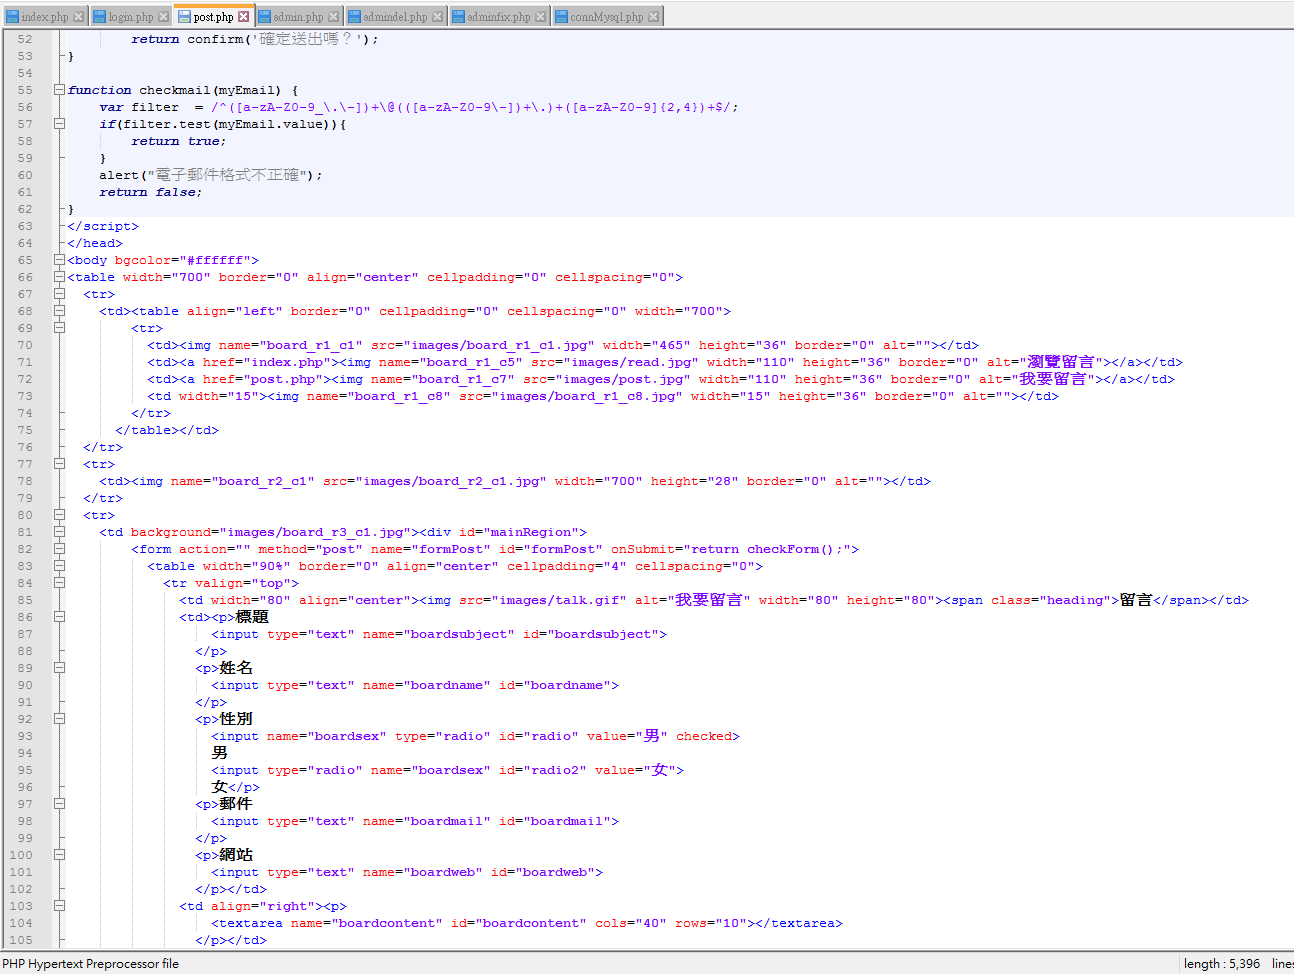 index.php login.php post.php admin.php admindel.php adminfix.php connMysql.php
52 return confirm('確定送出嗎？');
53 }
54
55 function checkmail(myEmail) {
56 var filter  = /^([a-zA-Z0-9_\.\-])+\@(([a-zA-Z0-9\-])+\.)+([a-zA-Z0-9]{2,4})+$/;
57 if(filter.test(myEmail.value)){
58 return true;
59 }
60 alert("電子郵件格式不正確");
61 return false;
62 }
63 </script>
64 </head>
65 <body bgcolor="#ffffff">
66 <table width="700" border="0" align="center" cellpadding="0" cellspacing="0">
67 <tr>
68 <td><table align="left" border="0" cellpadding="0" cellspacing="0" width="700">
69 <tr>
70 <td><img name="board_r1_c1" src="images/board_r1_c1.jpg" width="465" height="36" border="0" alt=""></td>
71 <td><a href="index.php"><img name="board_r1_c5" src="images/read.jpg" width="110" height="36" border="0" alt="瀏覽留言"></a></td>
72 <td><a href="post.php"><img name="board_r1_c7" src="images/post.jpg" width="110" height="36" border="0" alt="我要留言"></a></td>
73 <td width="15"><img name="board_r1_c8" src="images/board_r1_c8.jpg" width="15" height="36" border="0" alt=""></td>
74 </tr>
75 </table></td>
76 </tr>
77 <tr>
78 <td><img name="board_r2_c1" src="images/board_r2_c1.jpg" width="700" height="28" border="0" alt=""></td>
79 </tr>
80 <tr>
81 <td background="images/board_r3_c1.jpg"><div id="mainRegion">
82 <form action="" method="post" name="formPost" id="formPost" onSubmit="return checkForm();">
83 <table width="90%" border="0" align="center" cellpadding="4" cellspacing="0">
84 <tr valign="top">
85 <td width="80" align="center"><img src="images/talk.gif" alt="我要留言" width="80" height="80"><span class="heading">留言</span></td>
86 <td><p>標題
87 <input type="text" name="boardsubject" id="boardsubject">
88 </p>
89 <p>姓名
90 <input type="text" name="boardname" id="boardname">
91 </p>
92 <p>性別
93 <input name="boardsex" type="radio" id="radio" value="男" checked>
94 男
95 <input type="radio" name="boardsex" id="radio2" value="女">
96 女</p>
97 <p>郵件
98 <input type="text" name="boardmail" id="boardmail">
99 </p>
100 <p>網站
101 <input type="text" name="boardweb" id="boardweb">
102 </p></td>
103 <td align="right"><p>
104 <textarea name="boardcontent" id="boardcontent" cols="40" rows="10"></textarea>
105 </p></td>
PHP Hypertext Preprocessor file length : 5,396 lines